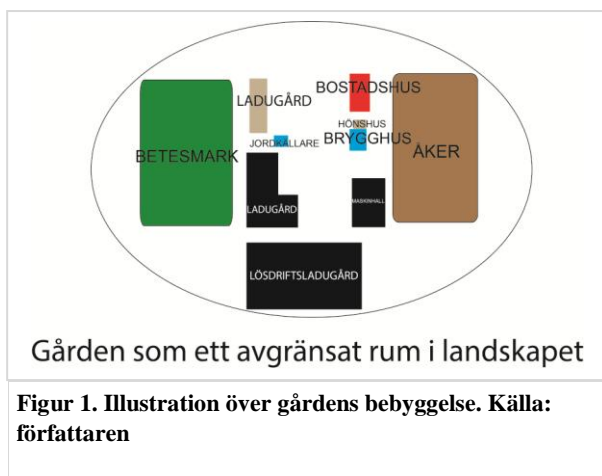 BOSTADSHUS
LADUGÅRD
HÖNSHUS
BRYGGHUS
JORDKÄLLARE
BETESMARK
ÅKER
LADUGÅRD
MASKINHALL
LÖSDRIFTSLADUGÅRD
Gården som ett avgränsat rum i landskapet
Figur 1. Illustration över gårdens bebyggelse. Källa:
författaren